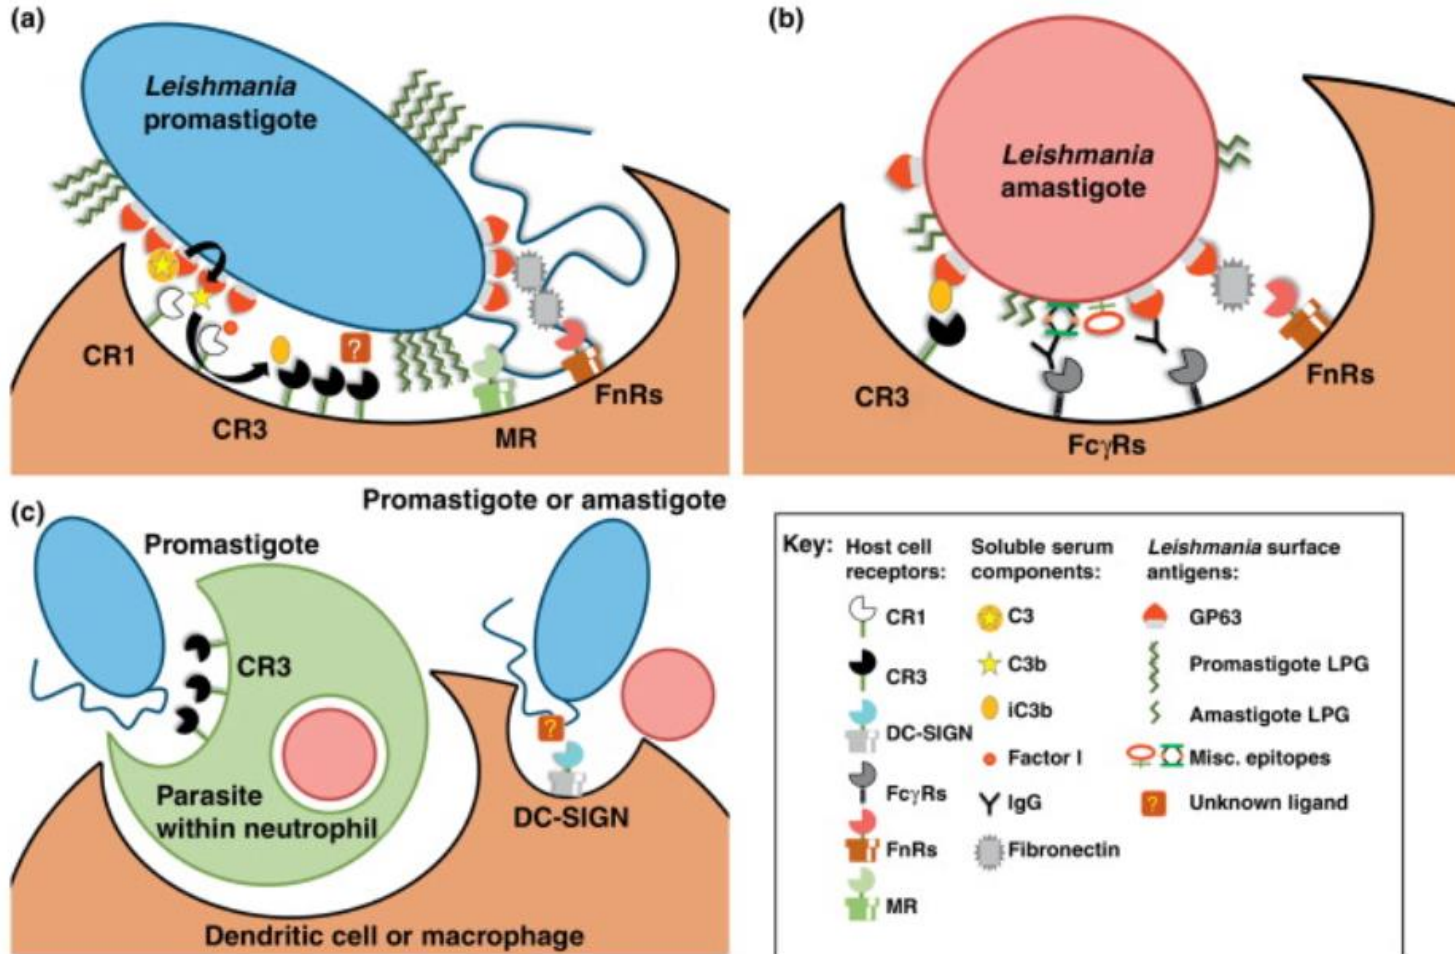 (a)
Leishmania
promastigote
CR1
CR3
MR
FnRs
?
(b)
Leishmania
amastigote
CR3
FcγRs
FnRs
(c)
Promastigote
CR3
Parasite
within neutrophil
Promastigote or amastigote
?
DC-SIGN
Dendritic cell or macrophage
Key:
Host cell
receptors:
CR1
CR3
DC-SIGN
FcγRs
FnRs
MR
Soluble serum
components:
C3
C3b
iC3b
Factor I
IgG
Fibronectin
Leishmania surface
antigens:
GP63
Promastigote LPG
Amastigote LPG
Misc. epitopes
? Unknown ligand